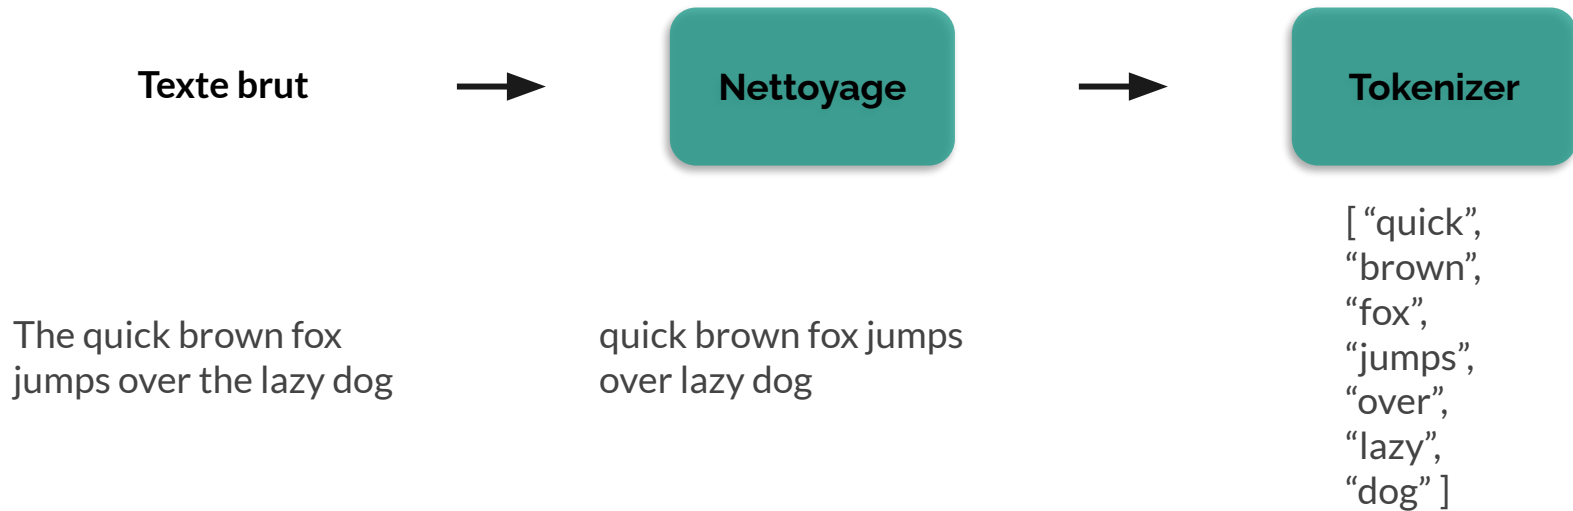 Texte brut
Nettoyage
Tokenizer
The quick brown fox
jumps over the lazy dog
quick brown fox jumps
over lazy dog
[ “quick”,
“brown”,
“fox”,
“jumps”,
“over”,
“lazy”,
“dog” ]